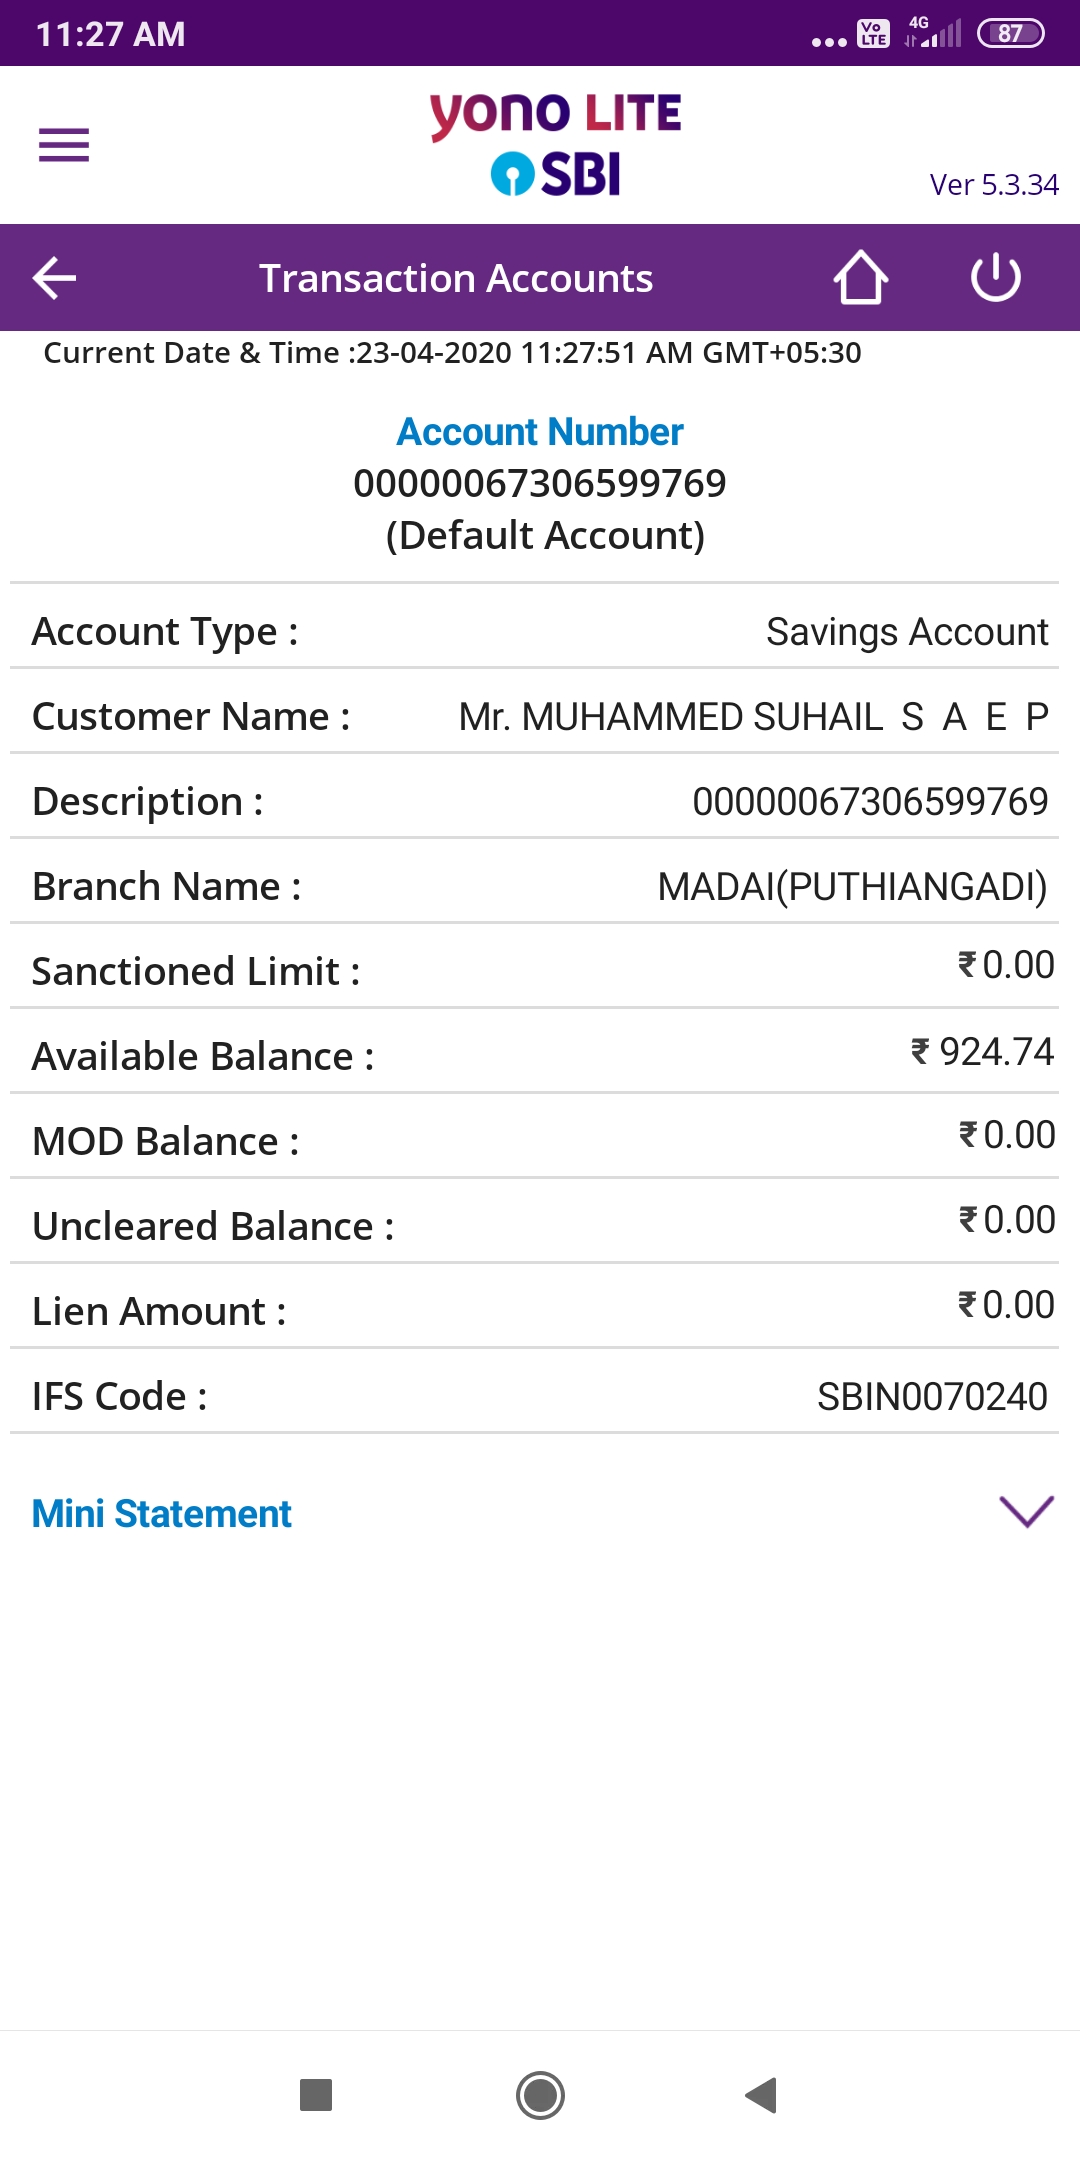 11:27 AM
Vo LTE 4G 87
yono LITE
SBI
Ver 5.3.34
Transaction Accounts
Current Date & Time :23-04-2020 11:27:51 AM GMT+05:30
Account Number
00000067306599769
(Default Account)
Account Type : Savings Account
Customer Name : Mr. MUHAMMED SUHAIL S A E P
Description : 00000067306599769
Branch Name : MADAI(PUTHIANGADI)
Sanctioned Limit : ₹0.00
Available Balance : ₹ 924.74
MOD Balance : ₹0.00
Uncleared Balance : ₹0.00
Lien Amount : ₹0.00
IFS Code : SBIN0070240
Mini Statement